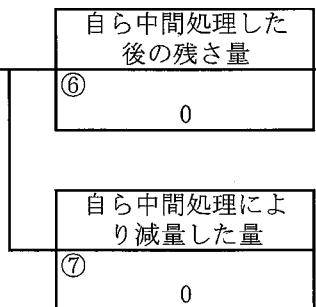 自ら中間処理した
後の残さ量
⑥
0
自ら中間処理によ
り減量した量
⑦
0